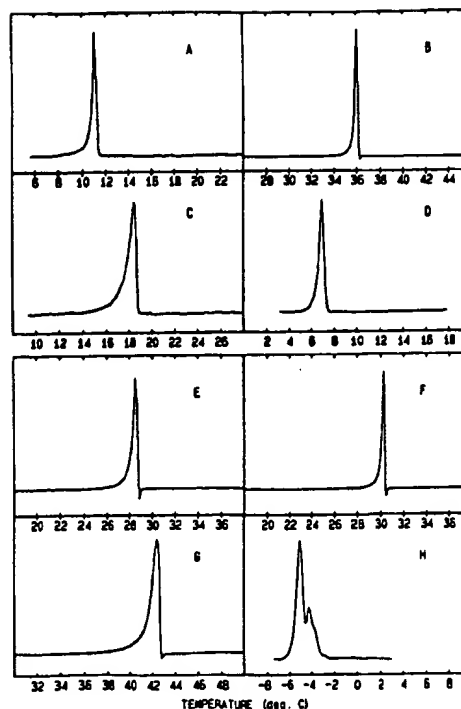 A B
6 8 10 12 14 16 18 20 22 28 30 32 34 36 38 40 42 44
C D
10 12 14 16 18 20 22 24 26 2 4 6 8 10 12 14 16 18
E F
20 22 24 26 28 30 32 34 36 20 22 24 26 28 30 32 34 36
G H
32 34 36 38 40 42 44 46 48 -8 -6 -4 -2 0 2 4 6 8
TEMPERATURE (deg. C)